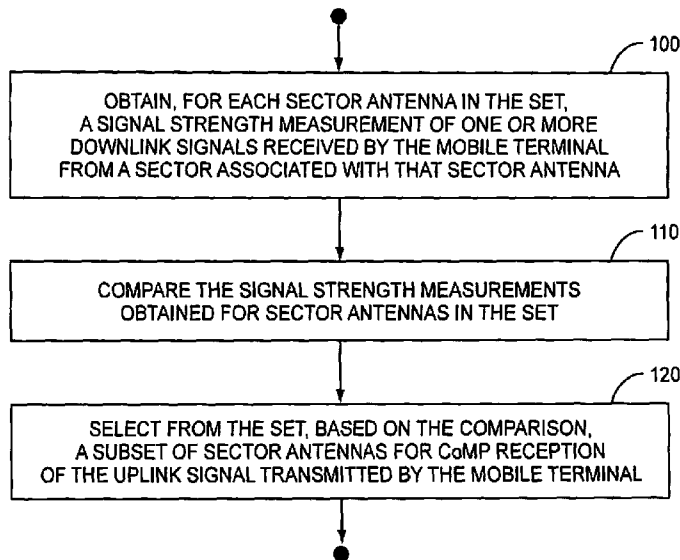 100
OBTAIN, FOR EACH SECTOR ANTENNA IN THE SET,
A SIGNAL STRENGTH MEASUREMENT OF ONE OR MORE
DOWNLINK SIGNALS RECEIVED BY THE MOBILE TERMINAL
FROM A SECTOR ASSOCIATED WITH THAT SECTOR ANTENNA
110
COMPARE THE SIGNAL STRENGTH MEASUREMENTS
OBTAINED FOR SECTOR ANTENNAS IN THE SET
120
SELECT FROM THE SET, BASED ON THE COMPARISON,
A SUBSET OF SECTOR ANTENNAS FOR CoMP RECEPTION
OF THE UPLINK SIGNAL TRANSMITTED BY THE MOBILE TERMINAL